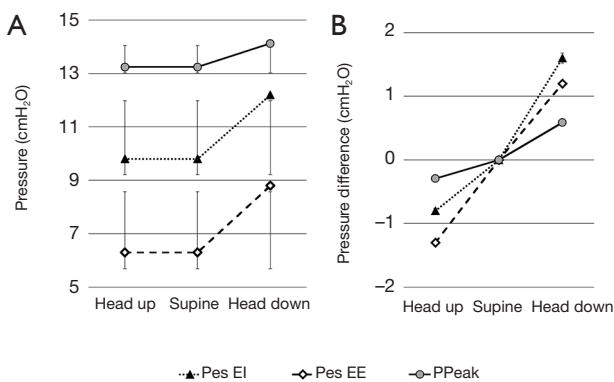 A
Pressure (cmH₂O)
15
13
11
9
7
5
Head up Supine Head down
B
Pressure difference (cmH₂O)
2
1
0
−1
−2
Head up Supine Head down
Pes EI Pes EE PPeak